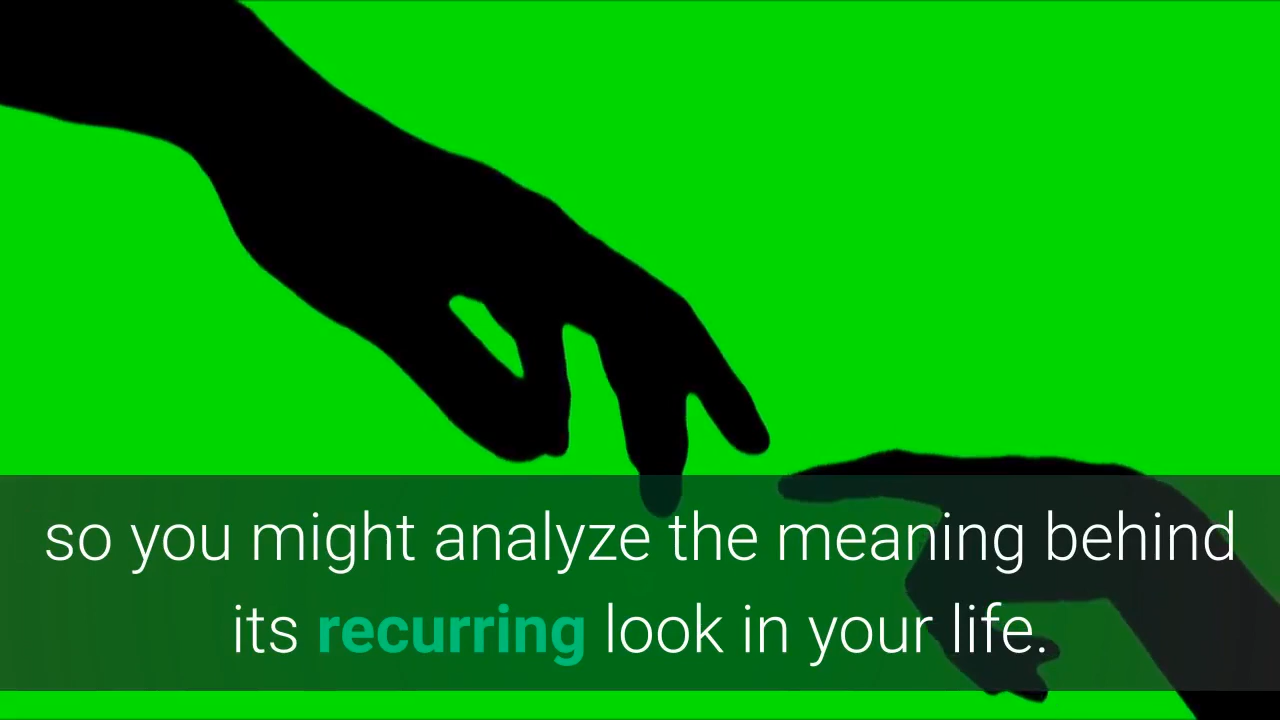 so you might analyze the meaning behind
its recurring look in your life.